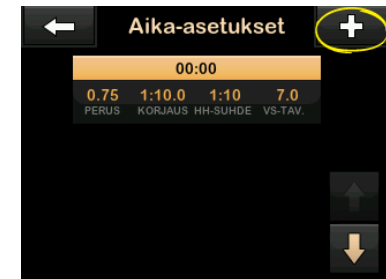 Aika-asetukset
00:00
0.75 1:10.0 1:10 7.0
PERUS KORJAUS HH-SUHDE VS-TAV.